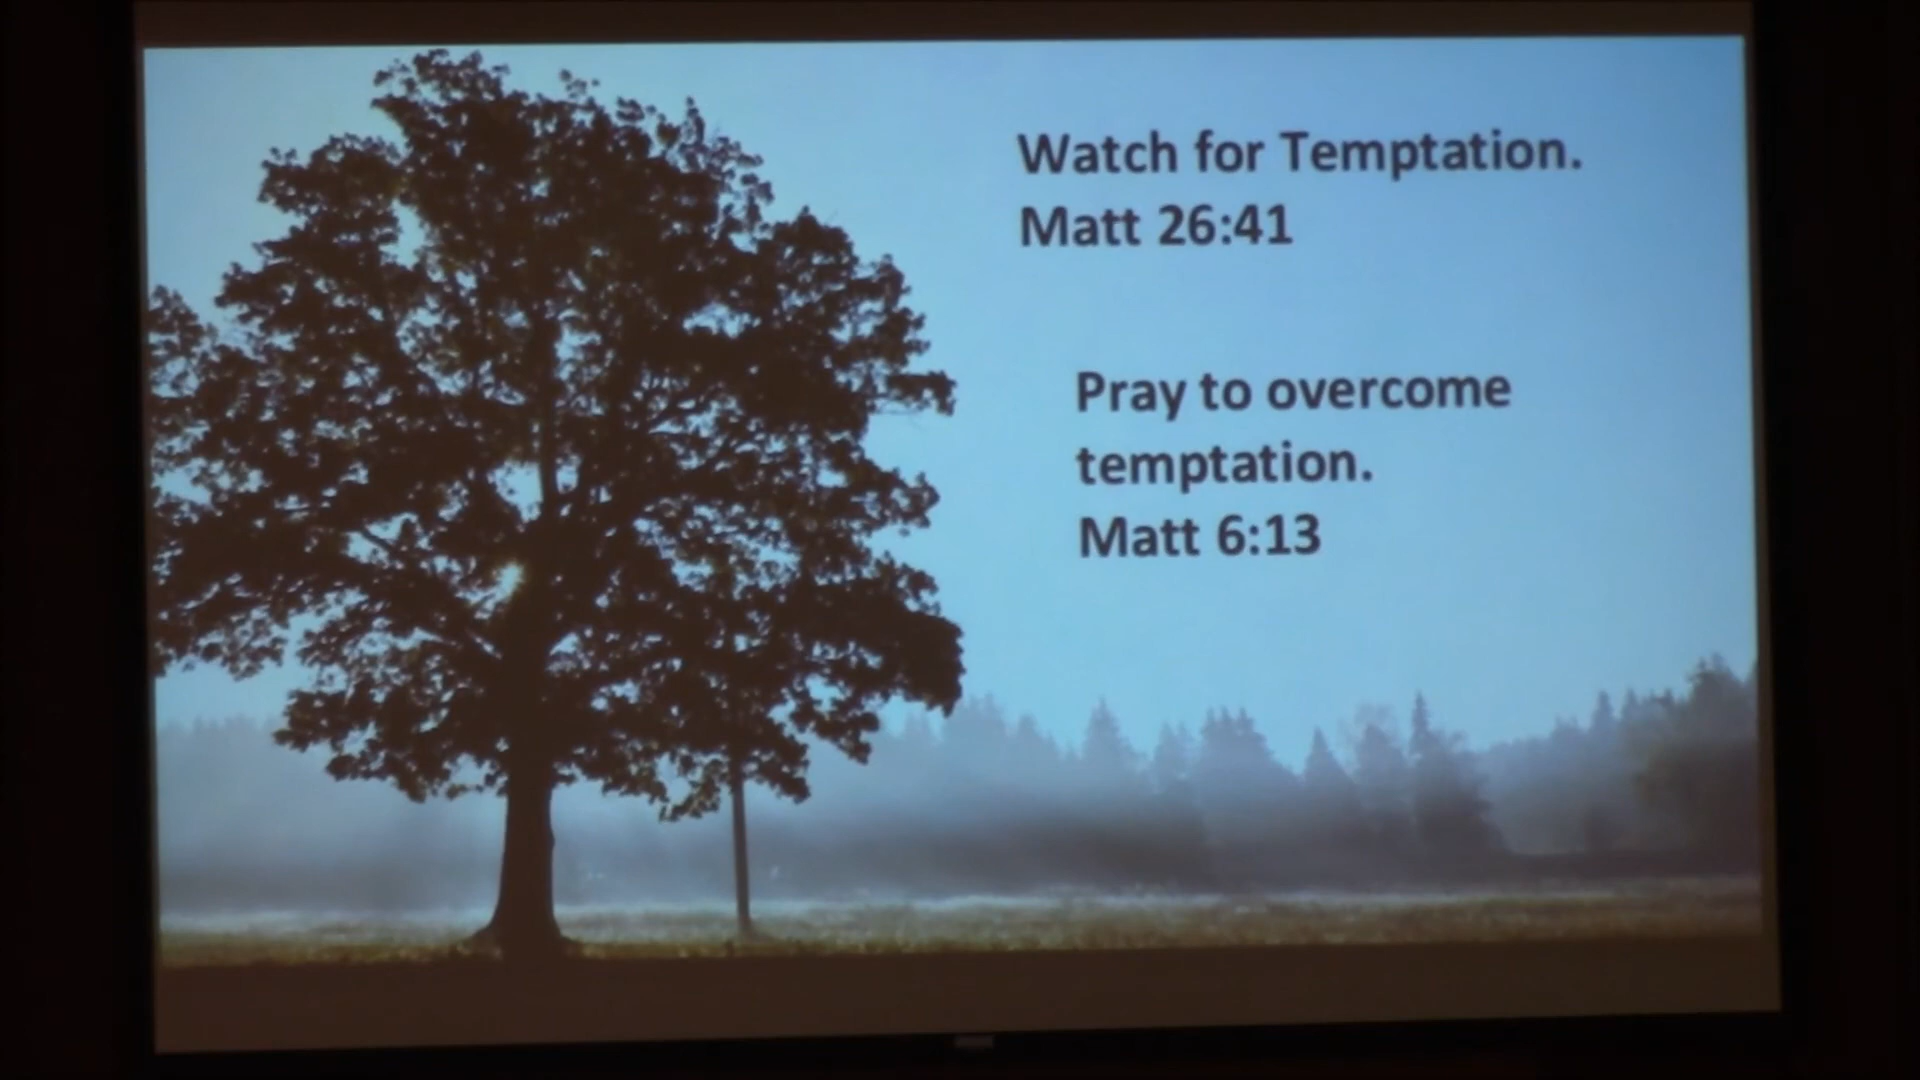 Watch for Temptation.
Matt 26:41
Pray to overcome
temptation.
Matt 6:13